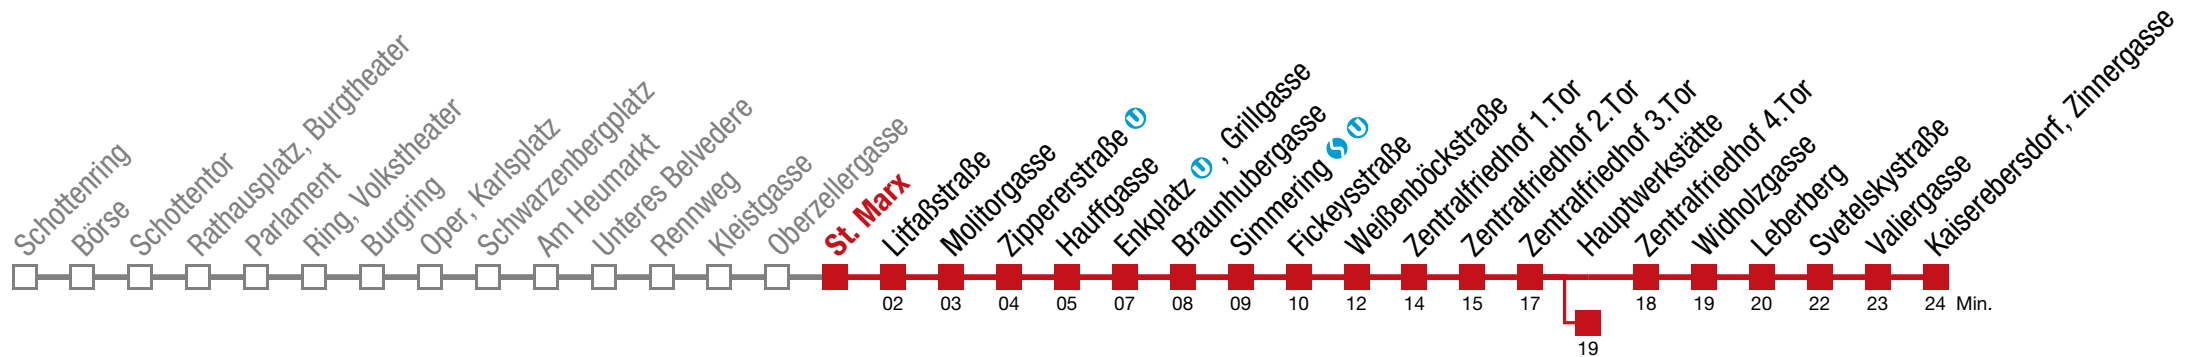 Schottenring
Börse
Schottentor
Rathausplatz, Burgtheater
Parlament
Ring, Volkstheater
Burgring
Oper, Karlsplatz
Schwarzenbergplatz
Am Heumarkt
Unteres Belvedere
Rennweg
Kleistgasse
Oberzellergasse
St. Marx
Litfaßstraße
Molitorgasse
Zippererstraße U
Hauffgasse
Enkplatz U , Grillgasse
Braunhubergasse
Simmering S U
Fickeysstraße
Weißenböckstraße
Zentralfriedhof 1.Tor
Zentralfriedhof 2.Tor
Zentralfriedhof 3.Tor
Hauptwerkstätte
Zentralfriedhof 4.Tor
Widholzgasse
Leberberg
Svetelskystraße
Valiergasse
Kaiserebersdorf, Zinnergasse
02 03 04 05 07 08 09 10 12 14 15 17 18 19 20 22 23 24 Min.
19